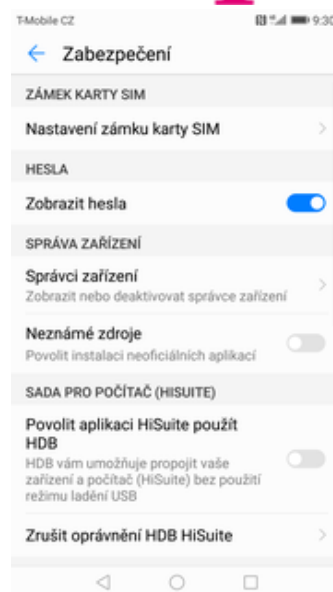 T-Mobile CZ 9:30
Zabezpečení
ZÁMEK KARTY SIM
Nastavení zámku karty SIM
HESLA
Zobrazit hesla
SPRÁVA ZAŘÍZENÍ
Správci zařízení
Zobrazit nebo deaktivovat správce zařízení
Neznámé zdroje
Povolit instalaci neoficiálních aplikací
SADA PRO POČÍTAČ (HISUITE)
Povolit aplikaci HiSuite použít
HDB
HDB vám umožňuje propojit vaše
zařízení a počítač (HiSuite) bez použití
režimu ladění USB
Zrušit oprávnění HDB HiSuite